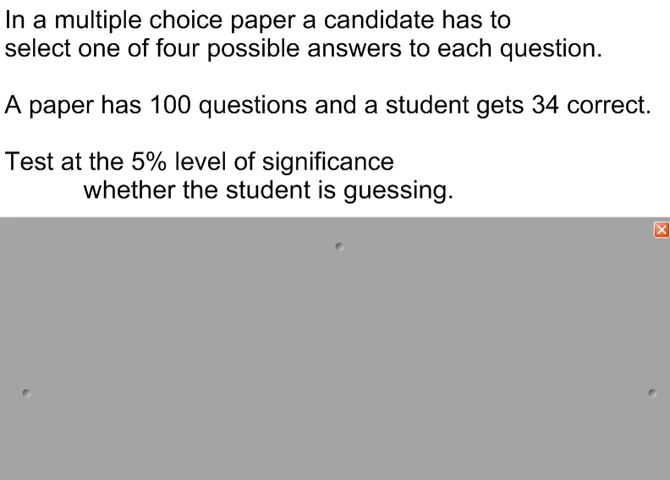 In a multiple choice paper a candidate has to
select one of four possible answers to each question.
A paper has 100 questions and a student gets 34 correct.
Test at the 5% level of significance
whether the student is guessing.